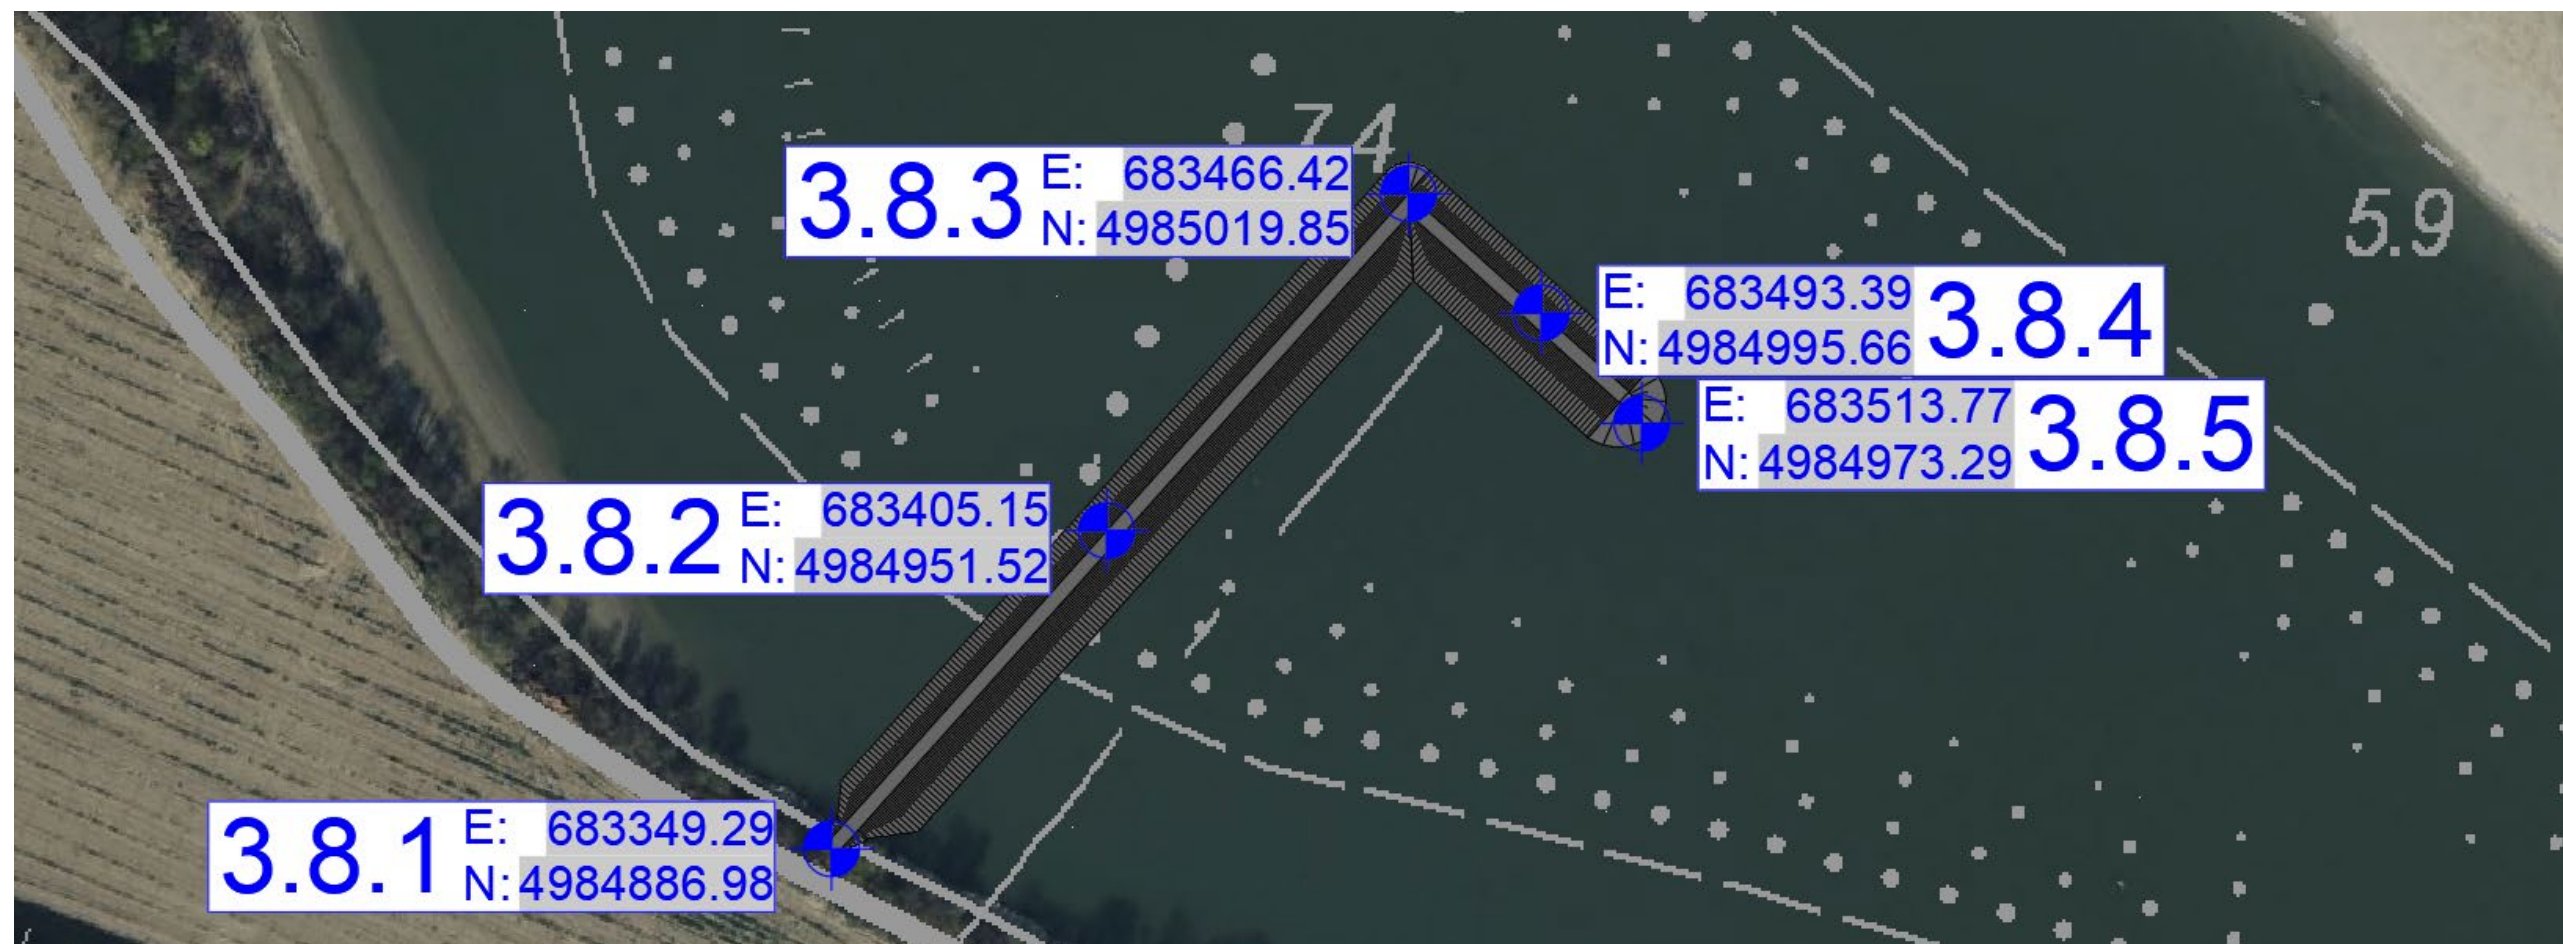 7.4
3.8.3 E: 683466.42
N: 4985019.85
5.9
E: 683493.39 3.8.4
N: 4984995.66
E: 683513.77 3.8.5
N: 4984973.29
3.8.2 E: 683405.15
N: 4984951.52
3.8.1 E: 683349.29
N: 4984886.98